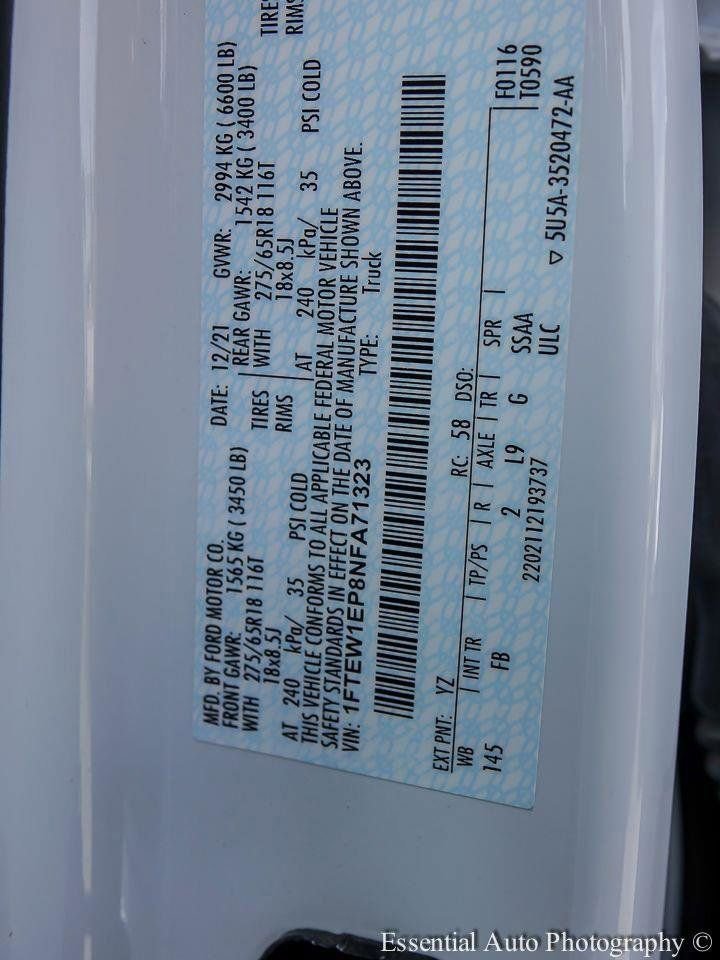 MFD. BY FORD MOTOR CO. DATE: 12/21 GVWR: 2994 KG ( 6600 LB)
FRONT GAWR: 1565 KG ( 3450 LB) REAR GAWR: 1542 KG ( 3400 LB)
WITH 275/65R18 116T TIRES WITH 275/65R18 116T TIRE
18x8.5J RIMS 18x8.5J RIMS
AT 240 kPa/ 35 PSI COLD AT 240 kPa/ 35 PSI COLD
THIS VEHICLE CONFORMS TO ALL APPLICABLE FEDERAL MOTOR VEHICLE
SAFETY STANDARDS IN EFFECT ON THE DATE OF MANUFACTURE SHOWN ABOVE.
VIN: 1FTEW1EP8NFA71323 TYPE: Truck
EXT PNT: YZ RC: 58 DSO:
WB INT TR TP/PS R AXLE TR SPR F0116
145 FB 2 L9 G SSAA T0590
2202112193737 ULC
▽ 5U5A-3520472-AA
Essential Auto Photography ©